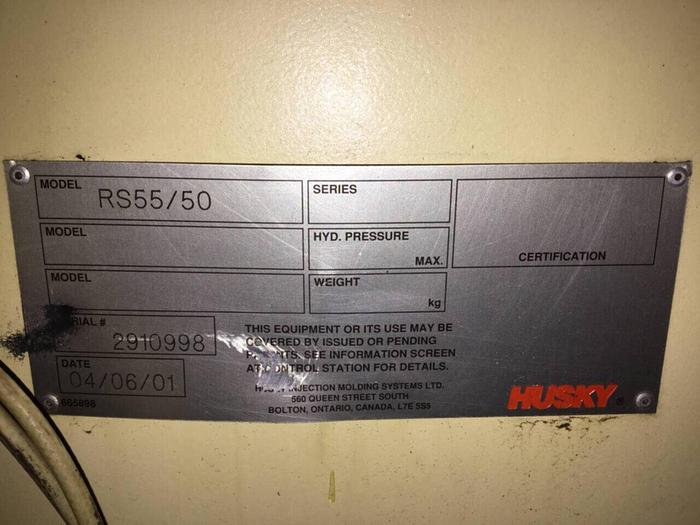 MODEL RS55/50
SERIES
MODEL
HYD. PRESSURE
MAX.
CERTIFICATION
MODEL
WEIGHT
kg
#
2910998
DATE
04/06/01
665898
THIS EQUIPMENT OR ITS USE MAY BE
COVERED BY ISSUED OR PENDING
SEE INFORMATION SCREEN
AT CONTROL STATION FOR DETAILS.
INJECTION MOLDING SYSTEMS LTD.
560 QUEEN STREET SOUTH
BOLTON, ONTARIO, CANADA, L7E 5S5
HUSKY®